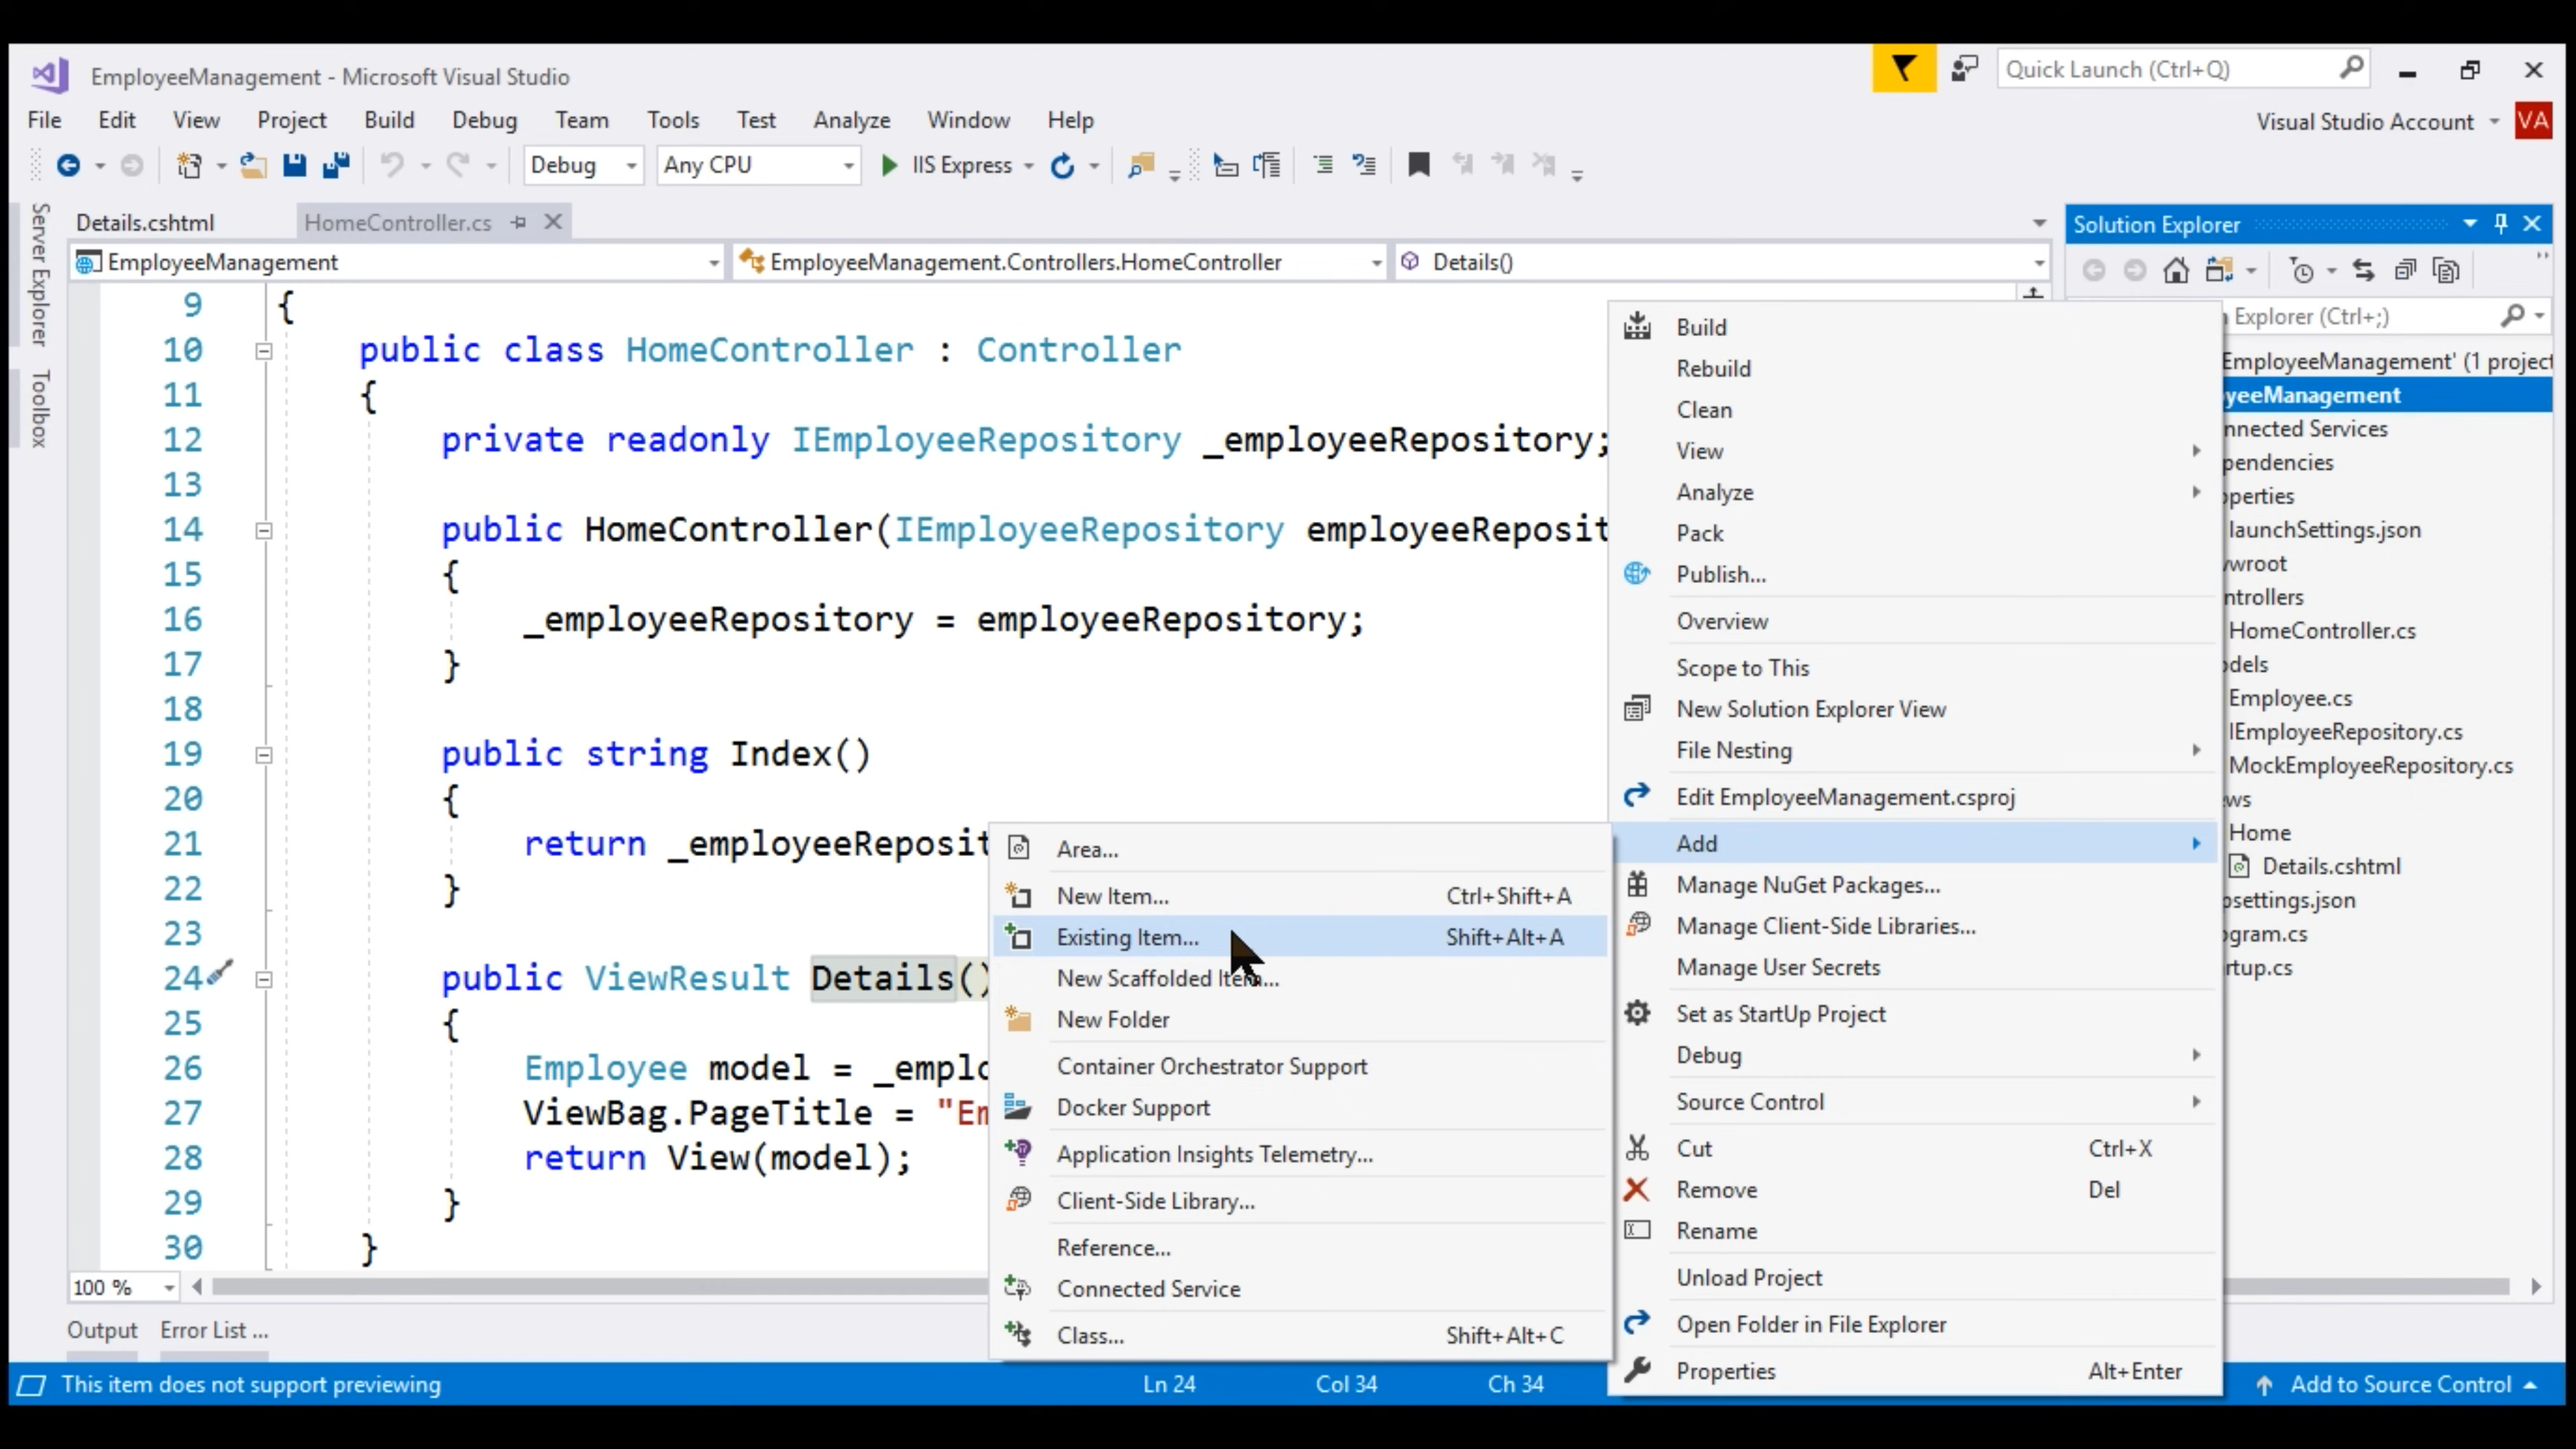 EmployeeManagement - Microsoft Visual Studio
Quick Launch (Ctrl+Q)
File Edit View Project Build Debug Team Tools Test Analyze Window Help
Visual Studio Account
VA
Debug
Any CPU
IIS Express
Server Explorer
Toolbox
Details.cshtml
HomeController.cs
EmployeeManagement
EmployeeManagement.Controllers.HomeController
Details()
9 {
10 public class HomeController : Controller
11 {
12 private readonly IEmployeeRepository _employeeRepository;
13
14 public HomeController(IEmployeeRepository employeeReposit
15 {
16 _employeeRepository = employeeRepository;
17 }
18
19 public string Index()
20 {
21 return _employeeReposit
22 }
23
24 public ViewResult Details()
25 {
26 Employee model = _emplo
27 ViewBag.PageTitle = "Em
28 return View(model);
29 }
30 }
100 %
Output
Error List ...
Area...
New Item... Ctrl+Shift+A
Existing Item... Shift+Alt+A
New Scaffolded Item...
New Folder
Container Orchestrator Support
Docker Support
Application Insights Telemetry...
Client-Side Library...
Reference...
Connected Service
Class... Shift+Alt+C
Build
Rebuild
Clean
View
Analyze
Pack
Publish...
Overview
Scope to This
New Solution Explorer View
File Nesting
Edit EmployeeManagement.csproj
Add
Manage NuGet Packages...
Manage Client-Side Libraries...
Manage User Secrets
Set as StartUp Project
Debug
Source Control
Cut Ctrl+X
Remove Del
Rename
Unload Project
Open Folder in File Explorer
Properties Alt+Enter
Solution Explorer
Explorer (Ctrl+;)
EmployeeManagement' (1 project
yeeManagement
nnected Services
pendencies
operties
launchSettings.json
wroot
ntrollers
HomeController.cs
odels
Employee.cs
IEmployeeRepository.cs
MockEmployeeRepository.cs
ews
Home
Details.cshtml
psettings.json
ogram.cs
rtup.cs
This item does not support previewing
Ln 24
Col 34
Ch 34
Add to Source Control